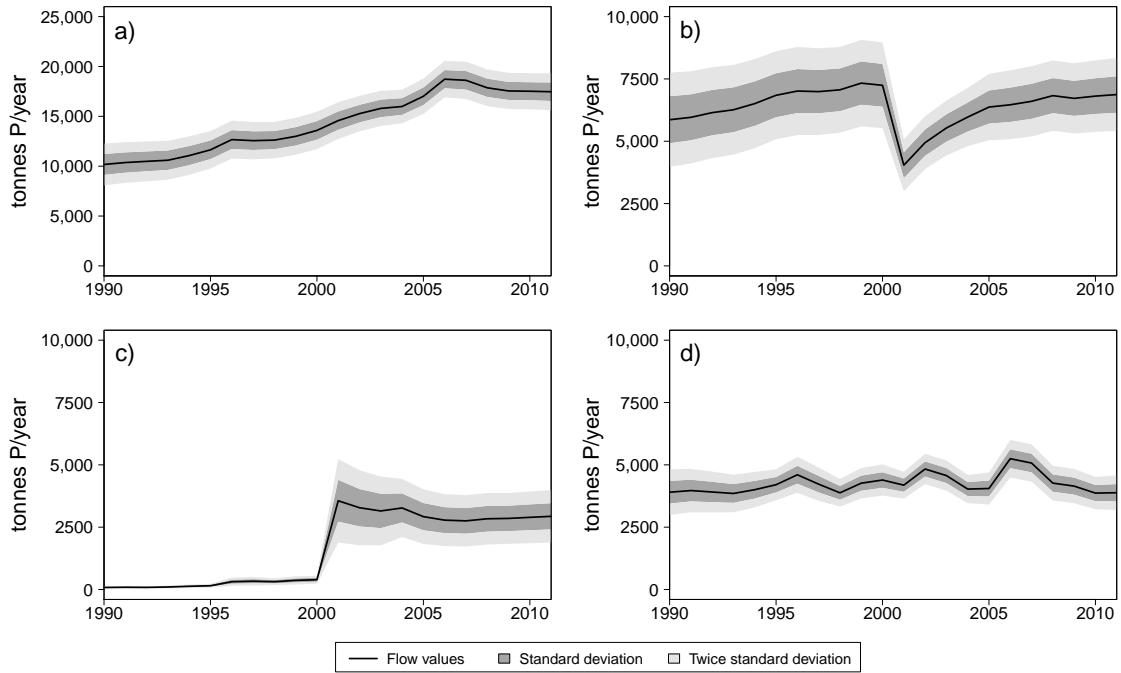 25,000
20,000
15,000
10,000
5,000
0
tonnes P/year
a)
1990 1995 2000 2005 2010
10,000
7500
5,000
2500
0
tonnes P/year
b)
1990 1995 2000 2005 2010
10,000
7500
5,000
2500
0
tonnes P/year
c)
1990 1995 2000 2005 2010
10,000
7500
5,000
2500
0
tonnes P/year
d)
1990 1995 2000 2005 2010
Flow values Standard deviation Twice standard deviation